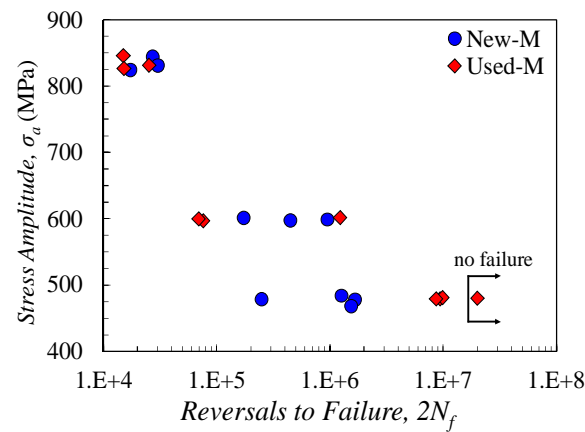 900
800
700
600
500
400
Stress Amplitude, σa (MPa)
New-M
Used-M
no failure
1.E+4 1.E+5 1.E+6 1.E+7 1.E+8
Reversals to Failure, 2Nf